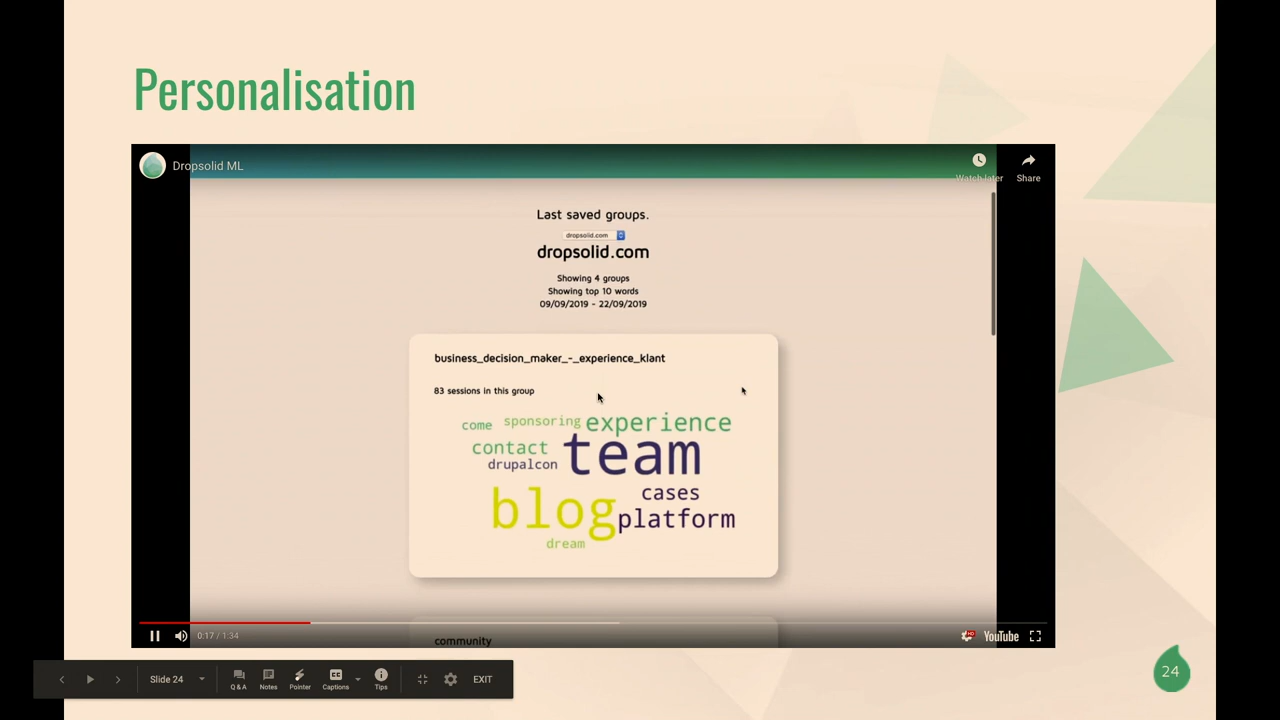 Personalisation
Dropsolid ML
Watch later
Share
Last saved groups.
dropsolid.com
dropsolid.com
Showing 4 groups
Showing top 10 words
09/09/2019 - 22/09/2019
business_decision_maker_-_experience_klant
83 sessions in this group
come sponsoring experience
contact team
drupalcon
blog cases
platform
dream
community
0:17 / 1:34
HD
YouTube
Slide 24
Q & A
Notes
Pointer
CC
Captions
Tips
EXIT
24